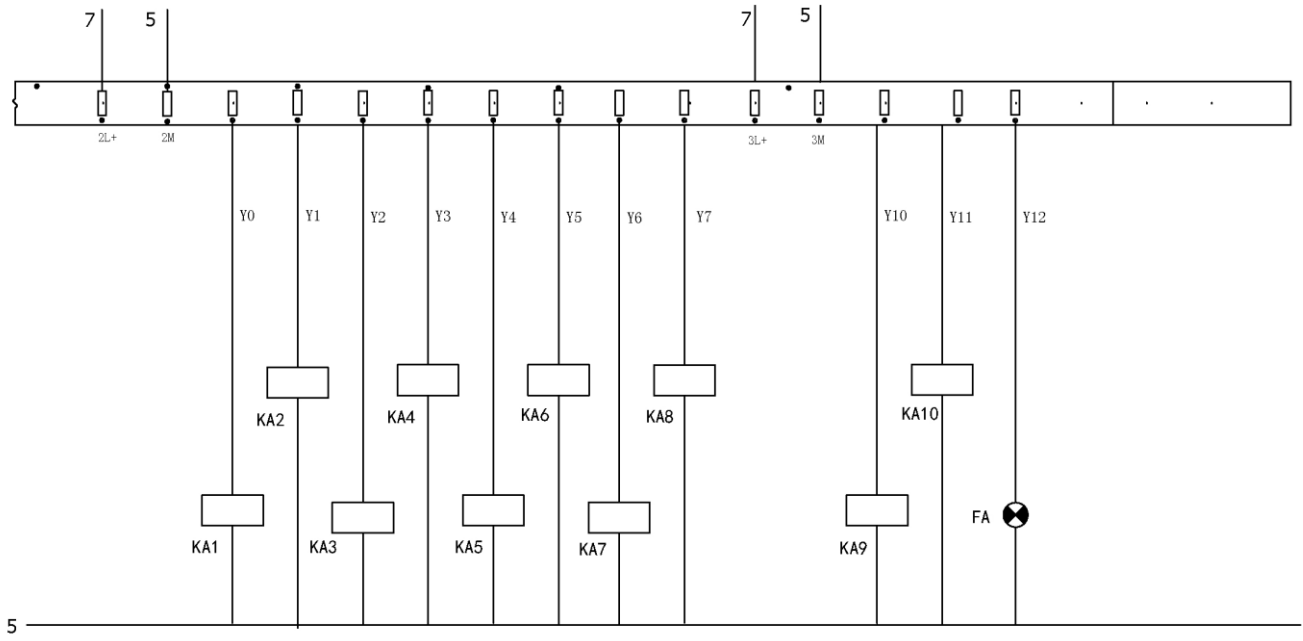 7 5 7 5
2L+ 2M 3L+ 3M
Y0 Y1 Y2 Y3 Y4 Y5 Y6 Y7 Y10 Y11 Y12
KA2 KA4 KA6 KA8 KA10
KA1 KA3 KA5 KA7 KA9 FA
5